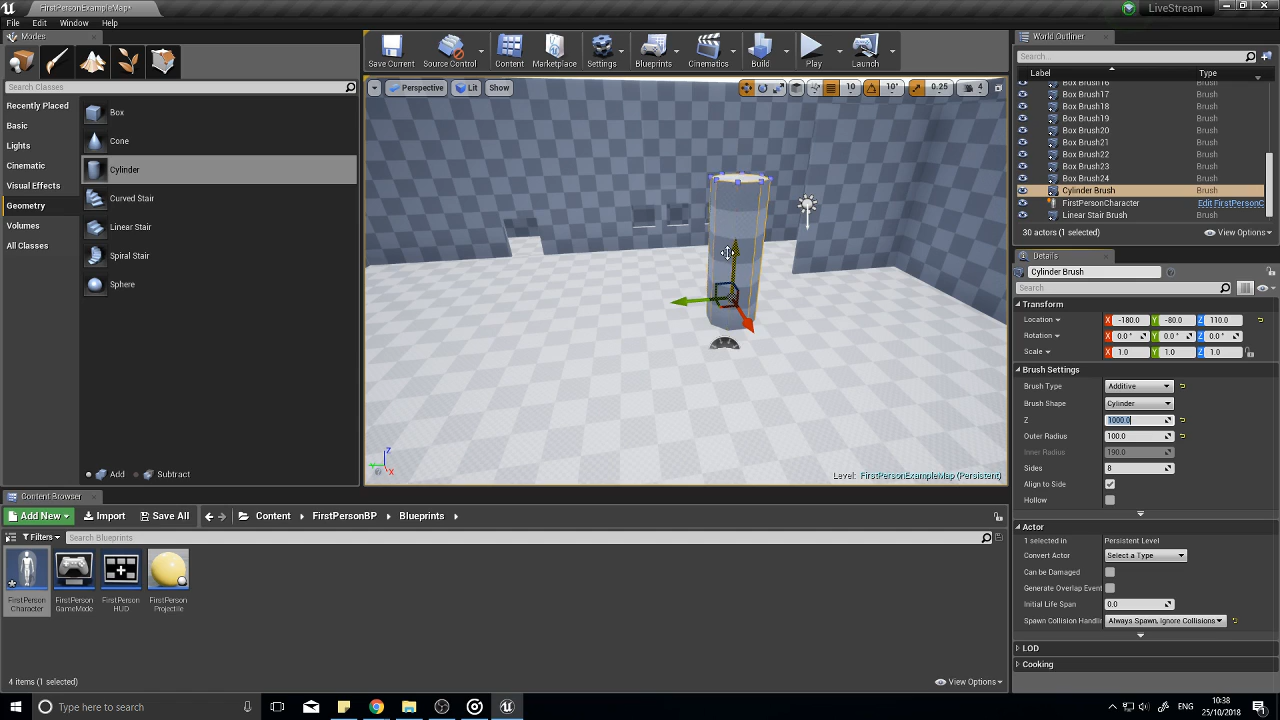 FirstPersonExampleMap*
LiveStream
File Edit Window Help
Modes
Search Classes
Recently Placed
Basic
Lights
Cinematic
Visual Effects
Geometry
Volumes
All Classes
Box
Cone
Cylinder
Curved Stair
Linear Stair
Spiral Stair
Sphere
Add Subtract
Save Current Source Control Content Marketplace Settings Blueprints Cinematics Build Play Launch
Perspective Lit Show 10 10° 0.25 4
Z
X
Level: FirstPersonExampleMap (Persistent)
World Outliner
Search...
Label Type
Box Brush16 Brush
Box Brush17 Brush
Box Brush18 Brush
Box Brush19 Brush
Box Brush20 Brush
Box Brush21 Brush
Box Brush22 Brush
Box Brush23 Brush
Box Brush24 Brush
Cylinder Brush Brush
FirstPersonCharacter Edit FirstPersonC
Linear Stair Brush Brush
30 actors (1 selected) View Options
Details
Cylinder Brush
Search
Transform
Location X -180.0 Y -80.0 Z 110.0
Rotation X 0.0 ° Y 0.0 ° Z 0.0 °
Scale X 1.0 Y 1.0 Z 1.0
Brush Settings
Brush Type Additive
Brush Shape Cylinder
Z 1000.0
Outer Radius 100.0
Inner Radius 190.0
Sides 8
Align to Side
Hollow
Actor
1 selected in Persistent Level
Convert Actor Select a Type
Can be Damaged
Generate Overlap Event
Initial Life Span 0.0
Spawn Collision Handlin Always Spawn, Ignore Collisions
LOD
Cooking
Content Browser
Add New Import Save All Content FirstPersonBP Blueprints
Filters Search Blueprints
FirstPerson
Character
FirstPerson
GameMode
FirstPerson
HUD
FirstPerson
Projectile
4 items (1 selected) View Options
Type here to search
ENG
10:38
25/10/2018